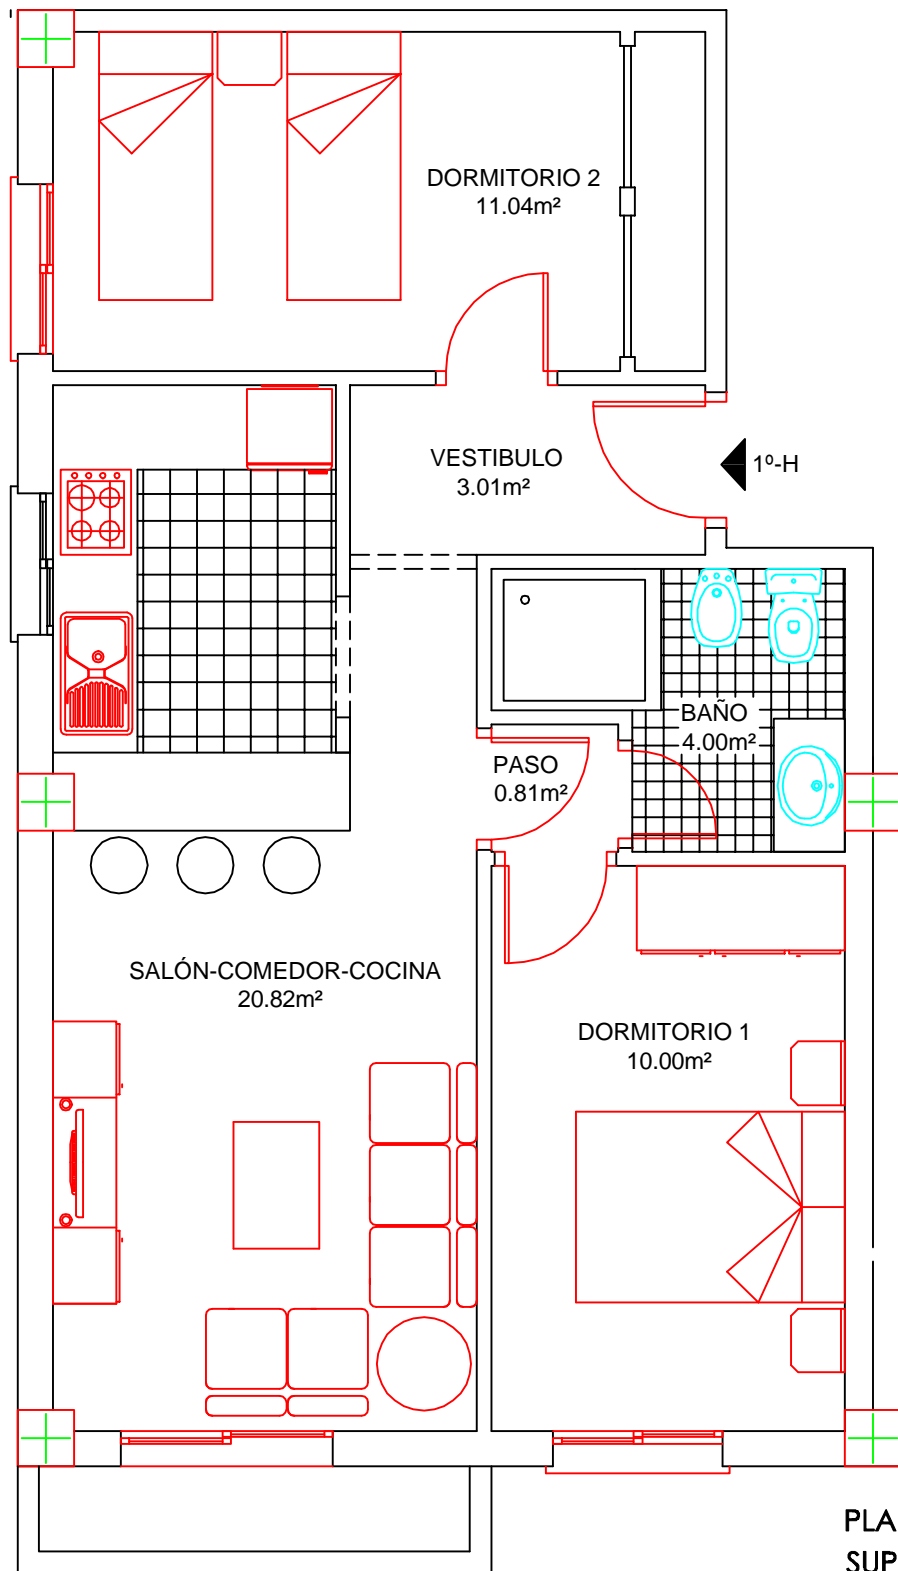 DORMITORIO 2
11.04m²
VESTIBULO
3.01m²
1º-H
BAÑO
4.00m²
PASO
0.81m²
SALÓN-COMEDOR-COCINA
20.82m²
DORMITORIO 1
10.00m²
PLA
SUP